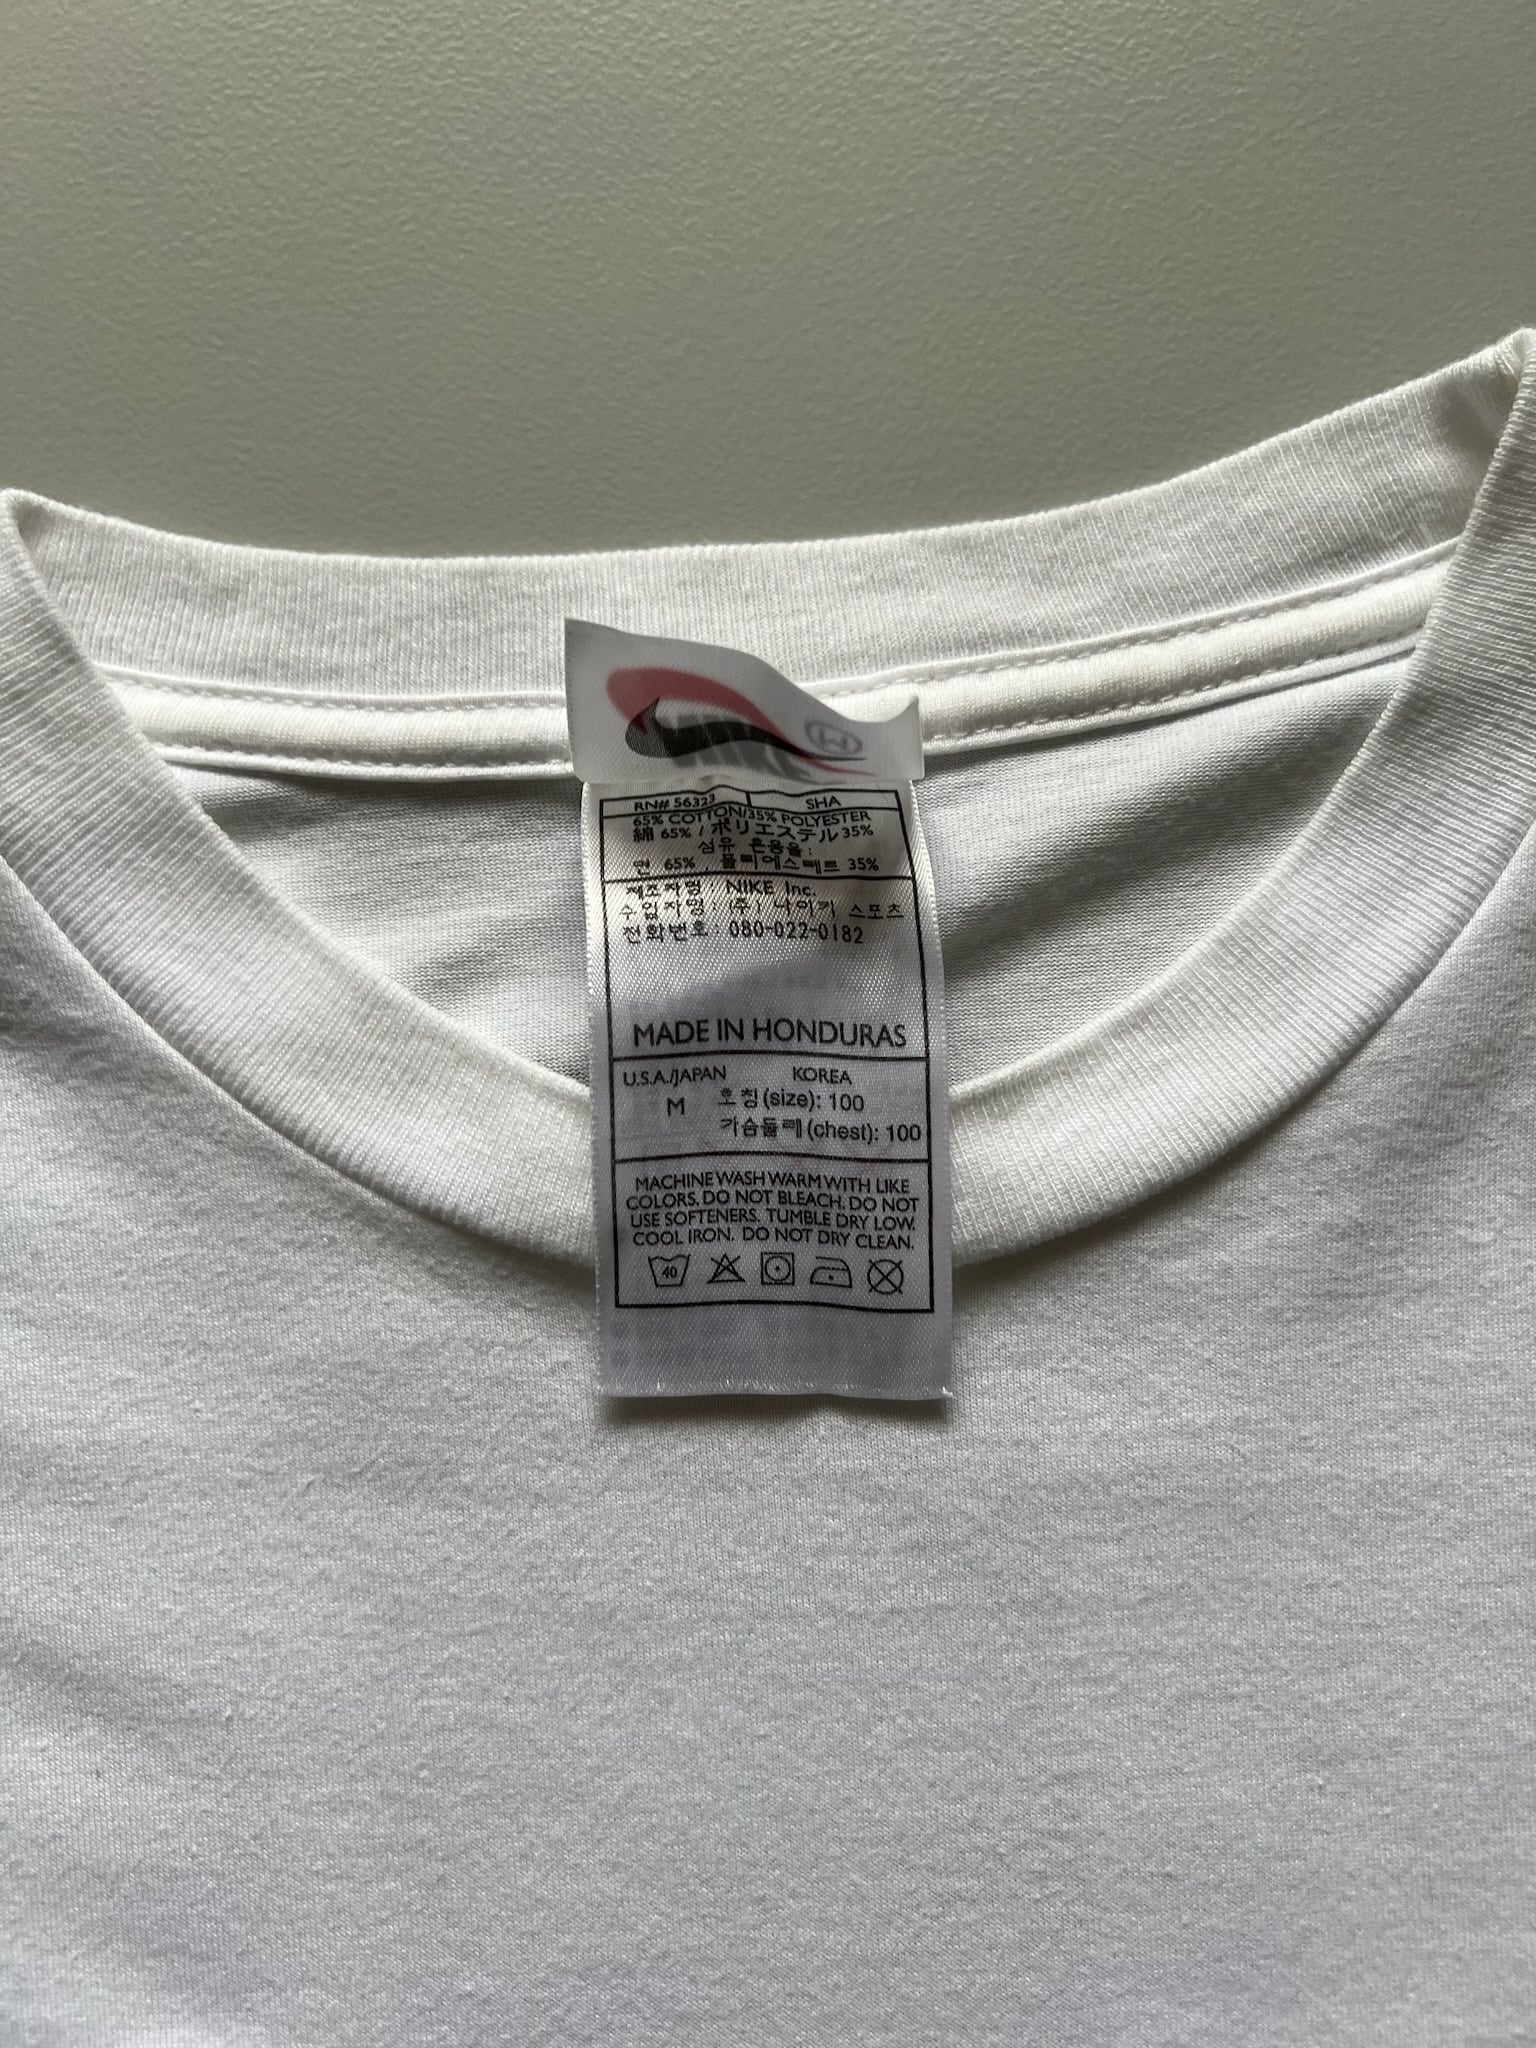 RN# 56323 SHA
65% COTTON/35% POLYESTER
綿 65% / ポリエステル 35%
섬유 혼용율 :
면 65% , 폴리에스테트 35%
제조자명 : NIKE Inc.
수입자명 : (주) 나이키 스포츠
전화번호 : 080-022-0182
MADE IN HONDURAS
U.S.A./JAPAN KOREA
M 호칭(size): 100
가슴둘레(chest): 100
MACHINE WASH WARM WITH LIKE
COLORS. DO NOT BLEACH. DO NOT
USE SOFTENERS. TUMBLE DRY LOW.
COOL IRON. DO NOT DRY CLEAN.
40